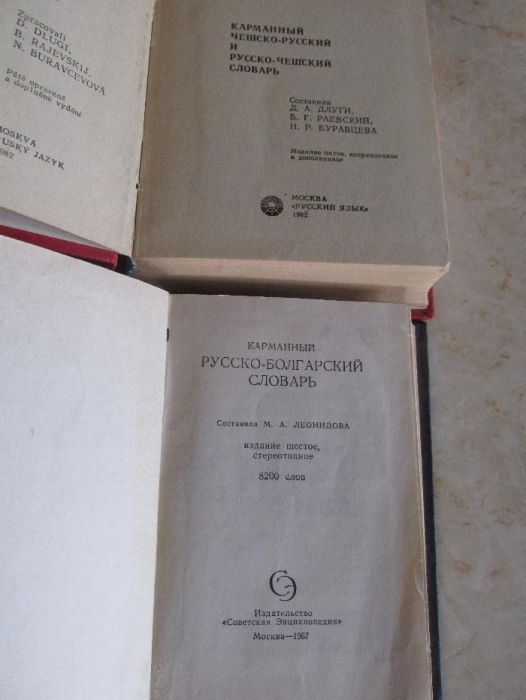 Zpracovali
D. DLUGI,
B. RAJEVSKIJ,
N. BURAVCEVOVÁ
Páté opravené
a doplněné vydání
MOSKVA
RUSKÝ JAZYK
1982
КАРМАННЫЙ
ЧЕШСКО-РУССКИЙ
И
РУССКО-ЧЕШСКИЙ
СЛОВАРЬ
Составили
Д. А. ДЛУГИ,
Б. Г. РАЕВСКИЙ,
Н. Р. БУРАВЦЕВА
Издание пятое, исправленное
и дополненное
МОСКВА
«РУССКИЙ ЯЗЫК»
1982
КАРМАННЫЙ
РУССКО-БОЛГАРСКИЙ
СЛОВАРЬ
Составила М. А. ЛЕОНИДОВА
издание шестое,
стереотипное
8200 слов
Издательство
«Советская Энциклопедия»
Москва—1967